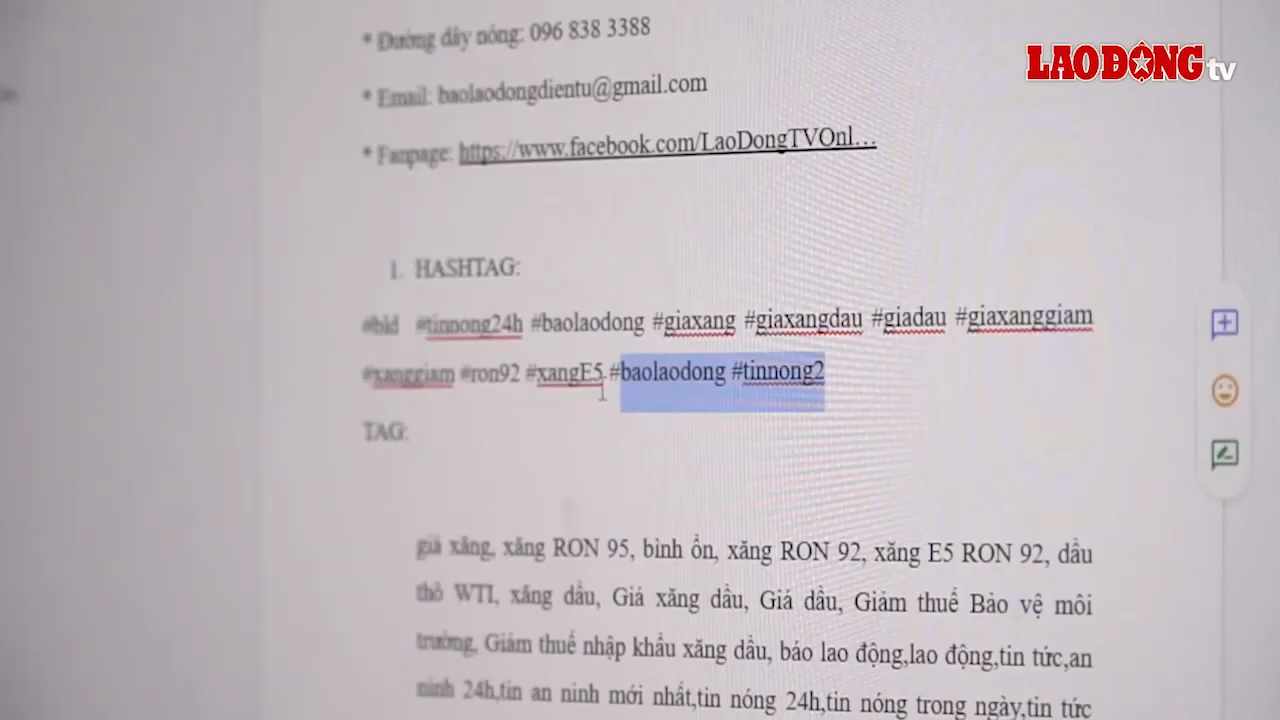 * Đường dây nóng: 096 838 3388
LAO ĐỘNG tv
* Email: baolaodongdientu@gmail.com
* Fanpage: https://www.facebook.com/LaoDongTVOnl…
1. HASHTAG:
#bld #tinnong24h #baolaodong #giaxang #giaxangdau #giadau #giaxanggiam
#xanggiam #ron92 #xangE5 #baolaodong #tinnong2
TAG:
giá xăng, xăng RON 95, bình ổn, xăng RON 92, xăng E5 RON 92, dầu
thô WTI, xăng dầu, Giá xăng dầu, Giá dầu, Giảm thuế Bảo vệ môi
trường, Giảm thuế nhập khẩu xăng dầu, báo lao động,lao động,tin tức,an
ninh 24h,tin an ninh mới nhất,tin nóng 24h,tin nóng trong ngày,tin tức